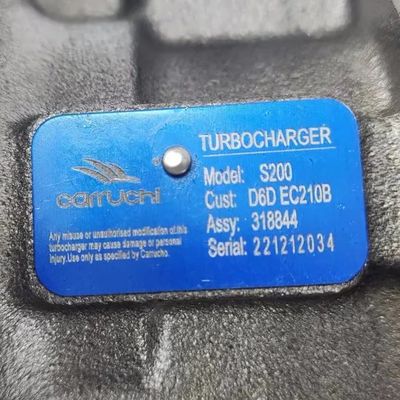 TURBOCHARGER
carruchi
Model: S200
Cust: D6D EC210B
Assy: 318844
Serial: 221212034
Any misuse or unauthorised modification of.this
turbocharger may cause damage or personal
injury.Use only as specified by Carrucho.